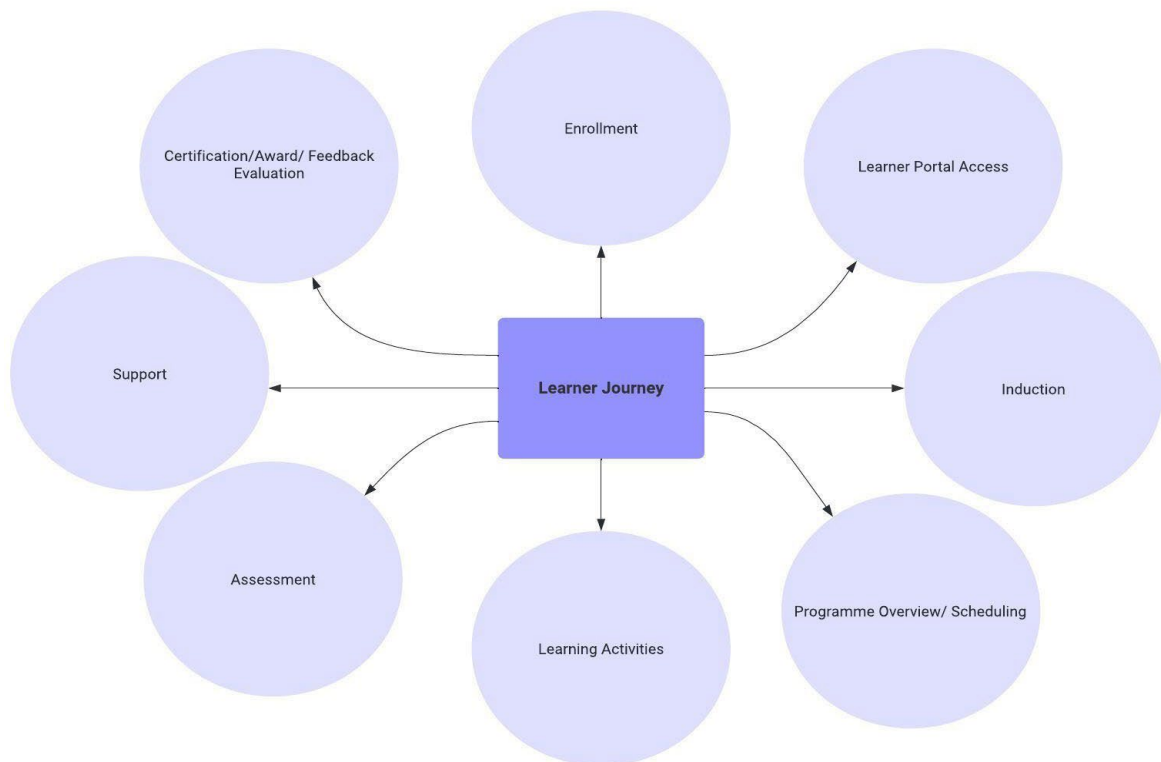 Enrollment
Certification/Award/ Feedback
Evaluation
Learner Portal Access
Support
Learner Journey
Induction
Assessment
Programme Overview/ Scheduling
Learning Activities